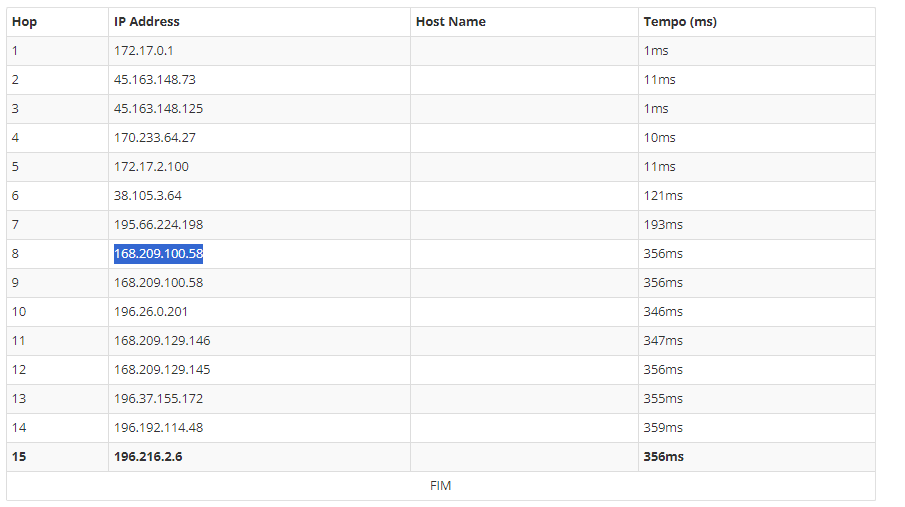 Hop IP Address Host Name Tempo (ms)
1 172.17.0.1 1ms
2 45.163.148.73 11ms
3 45.163.148.125 1ms
4 170.233.64.27 10ms
5 172.17.2.100 11ms
6 38.105.3.64 121ms
7 195.66.224.198 193ms
8 168.209.100.58 356ms
9 168.209.100.58 356ms
10 196.26.0.201 346ms
11 168.209.129.146 347ms
12 168.209.129.145 356ms
13 196.37.155.172 355ms
14 196.192.114.48 359ms
15 196.216.2.6 356ms
FIM